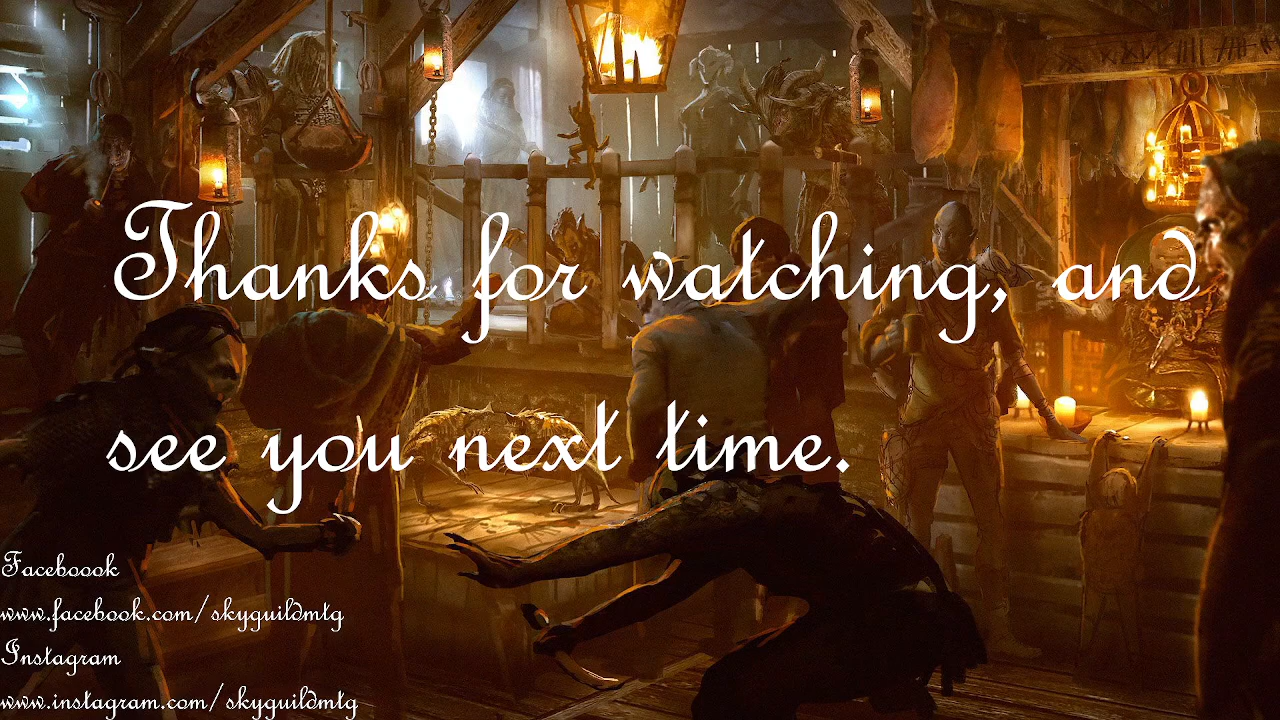 Thanks for watching, and
see you next time.
Faceboook
www.facebook.com/skyguildmtg
Instagram
www.instagram.com/skyguildmtg